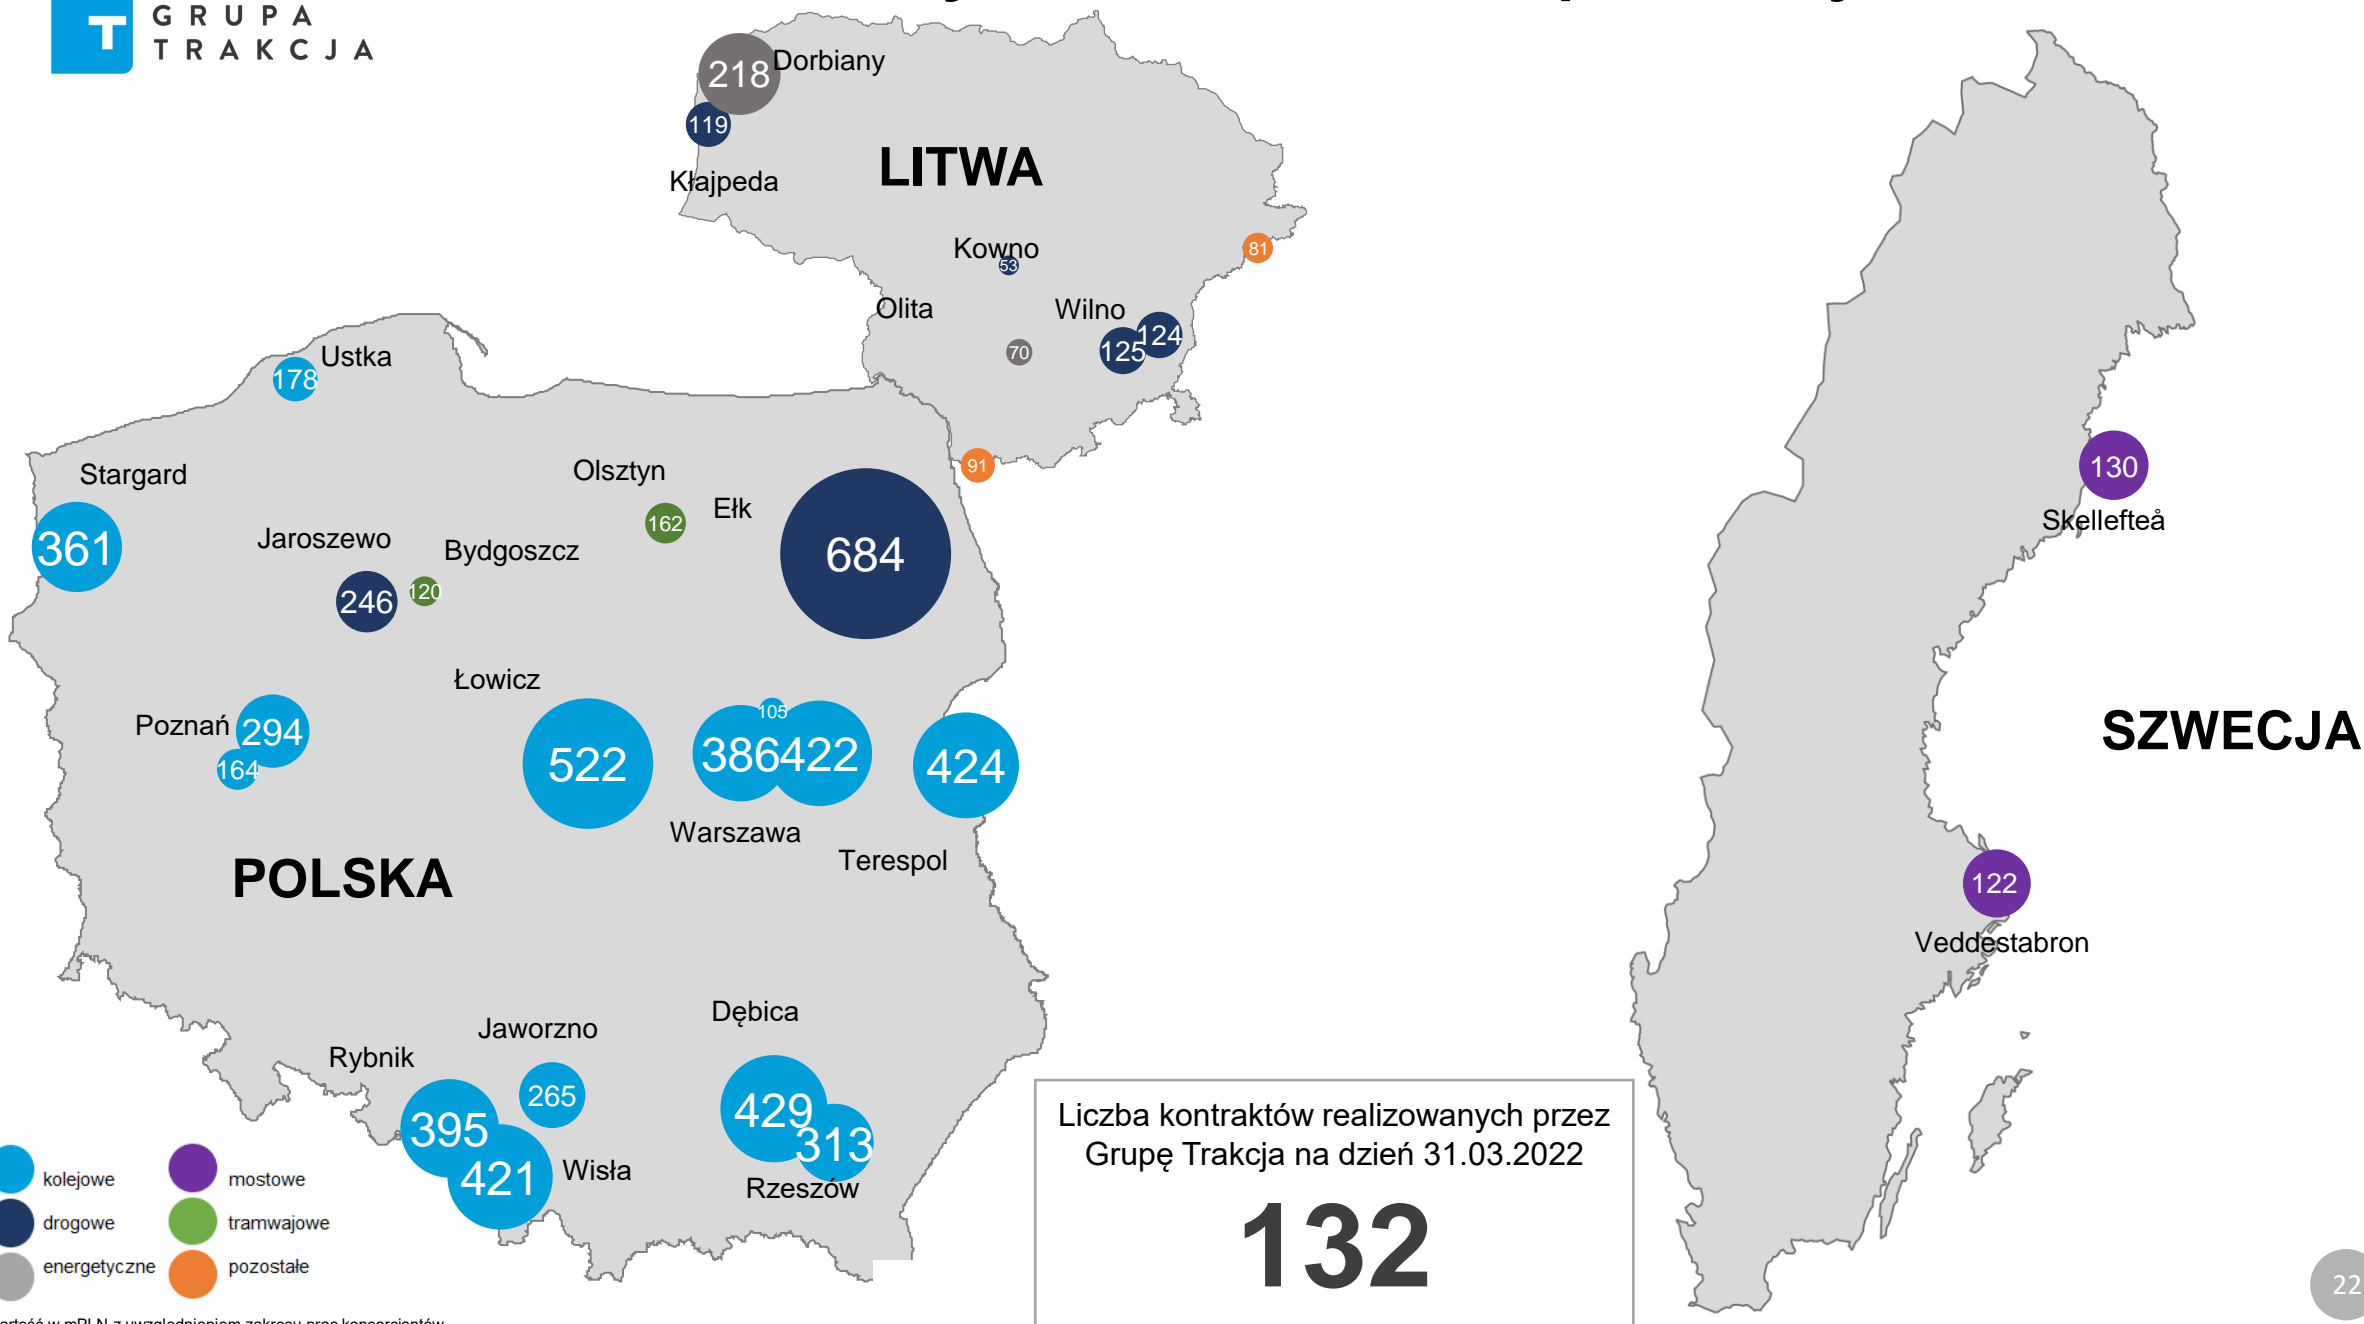 GRUPA
TRAKCJA
218
Dorbiany
119
Kłajpeda
LITWA
Kowno
53
81
Olita
Wilno
124
125
70
91
Ustka
178
Stargard
361
Olsztyn
162
Ełk
684
Jaroszewo
246
Bydgoszcz
120
Łowicz
522
Poznań
294
164
105
386
422
Warszawa
424
Terespol
POLSKA
130
Skellefteå
SZWECJA
122
Veddestabron
Dębica
429
313
Rzeszów
Jaworzno
265
Rybnik
395
421
Wisła
kolejowe
mostowe
drogowe
tramwajowe
energetyczne
pozostałe
Liczba kontraktów realizowanych przez
Grupę Trakcja na dzień 31.03.2022
132
22